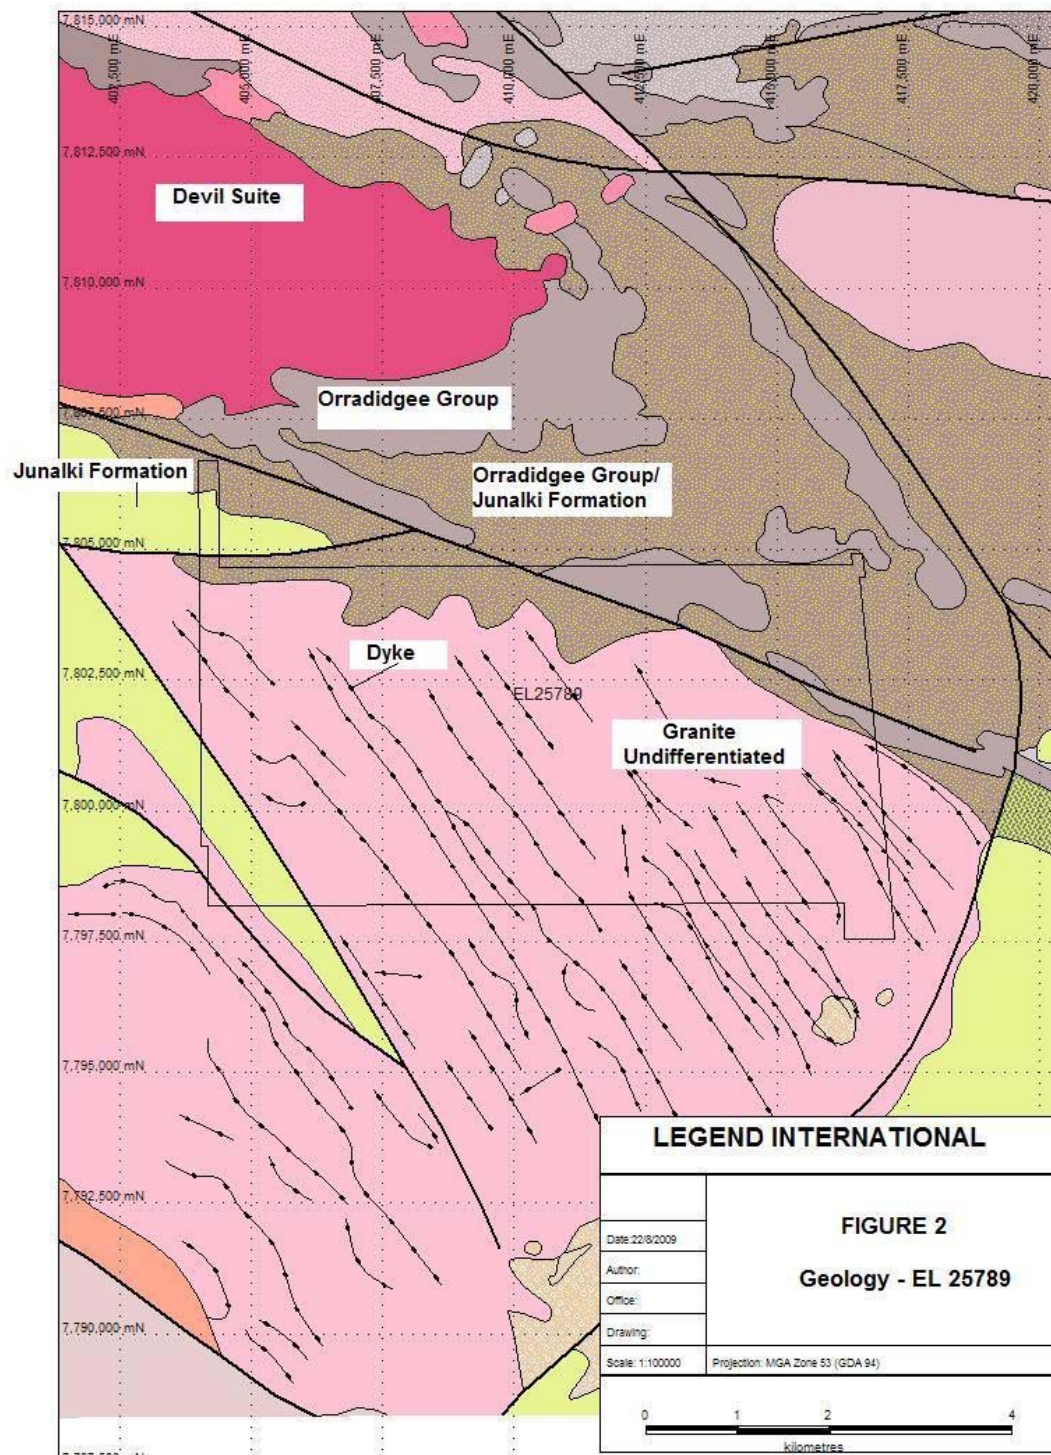 7,815,000 mN
402,500 mE
405,000 mE
407,500 mE
410,000 mE
412,500 mE
415,000 mE
417,500 mE
420,000 mE
7,812,500 mN
Devil Suite
7,810,000 mN
Orradidgee Group
7,807,500 mN
Junalki Formation
Orradidgee Group/
Junalki Formation
7,805,000 mN
Dyke
7,802,500 mN
EL25789
Granite
Undifferentiated
7,800,000 mN
7,797,500 mN
7,795,000 mN
LEGEND INTERNATIONAL
7,792,500 mN
FIGURE 2
Date:22/8/2009
Author:
Geology - EL 25789
Office:
Drawing:
7,790,000 mN
Scale: 1:100000
Projection: MGA Zone 53 (GDA 94)
0 1 2 4
kilometres